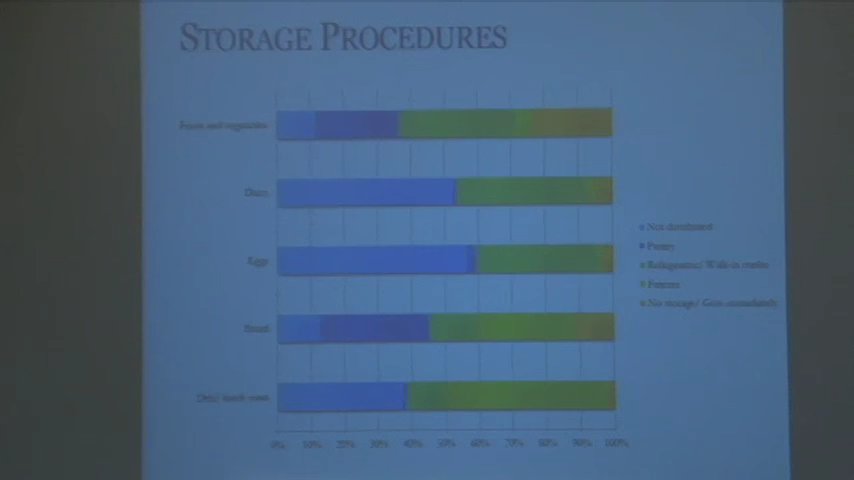 STORAGE PROCEDURES
Fruits and vegetables
Dairy
Eggs
Bread
Deli/ lunch meat
0% 10% 20% 30% 40% 50% 60% 70% 80% 90% 100%
Not distributed
Pantry
Refrigerator/ Walk-in cooler
Freezer
No storage/ Given immediately